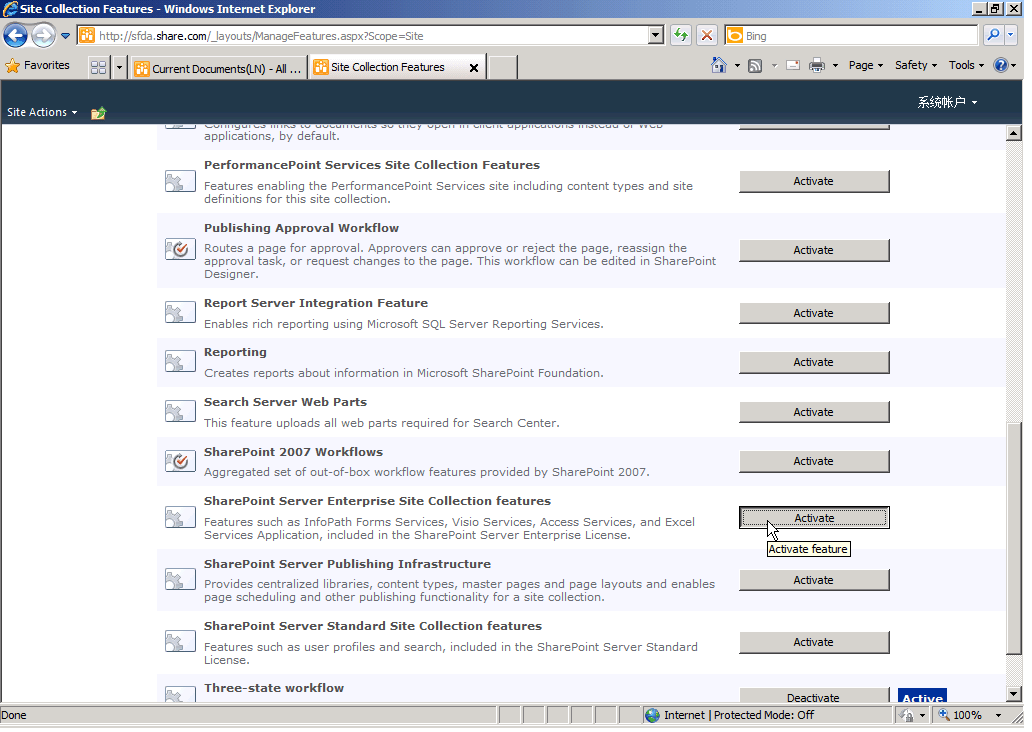 Site Collection Features - Windows Internet Explorer
http://sfda.share.com/_layouts/ManageFeatures.aspx?Scope=Site
Bing
Favorites
Current Documents(LN) - All ...
Site Collection Features
Page
Safety
Tools
Site Actions
系统帐户
Configures links to documents so they open in client applications instead of Web
applications, by default.
PerformancePoint Services Site Collection Features
Features enabling the PerformancePoint Services site including content types and site
definitions for this site collection.
Activate
Publishing Approval Workflow
Routes a page for approval. Approvers can approve or reject the page, reassign the
approval task, or request changes to the page. This workflow can be edited in SharePoint
Designer.
Activate
Report Server Integration Feature
Enables rich reporting using Microsoft SQL Server Reporting Services.
Activate
Reporting
Creates reports about information in Microsoft SharePoint Foundation.
Activate
Search Server Web Parts
This feature uploads all web parts required for Search Center.
Activate
SharePoint 2007 Workflows
Aggregated set of out-of-box workflow features provided by SharePoint 2007.
Activate
SharePoint Server Enterprise Site Collection features
Features such as InfoPath Forms Services, Visio Services, Access Services, and Excel
Services Application, included in the SharePoint Server Enterprise License.
Activate
Activate feature
SharePoint Server Publishing Infrastructure
Provides centralized libraries, content types, master pages and page layouts and enables
page scheduling and other publishing functionality for a site collection.
Activate
SharePoint Server Standard Site Collection features
Features such as user profiles and search, included in the SharePoint Server Standard
License.
Activate
Three-state workflow
Deactivate
Active
Done
Internet | Protected Mode: Off
100%